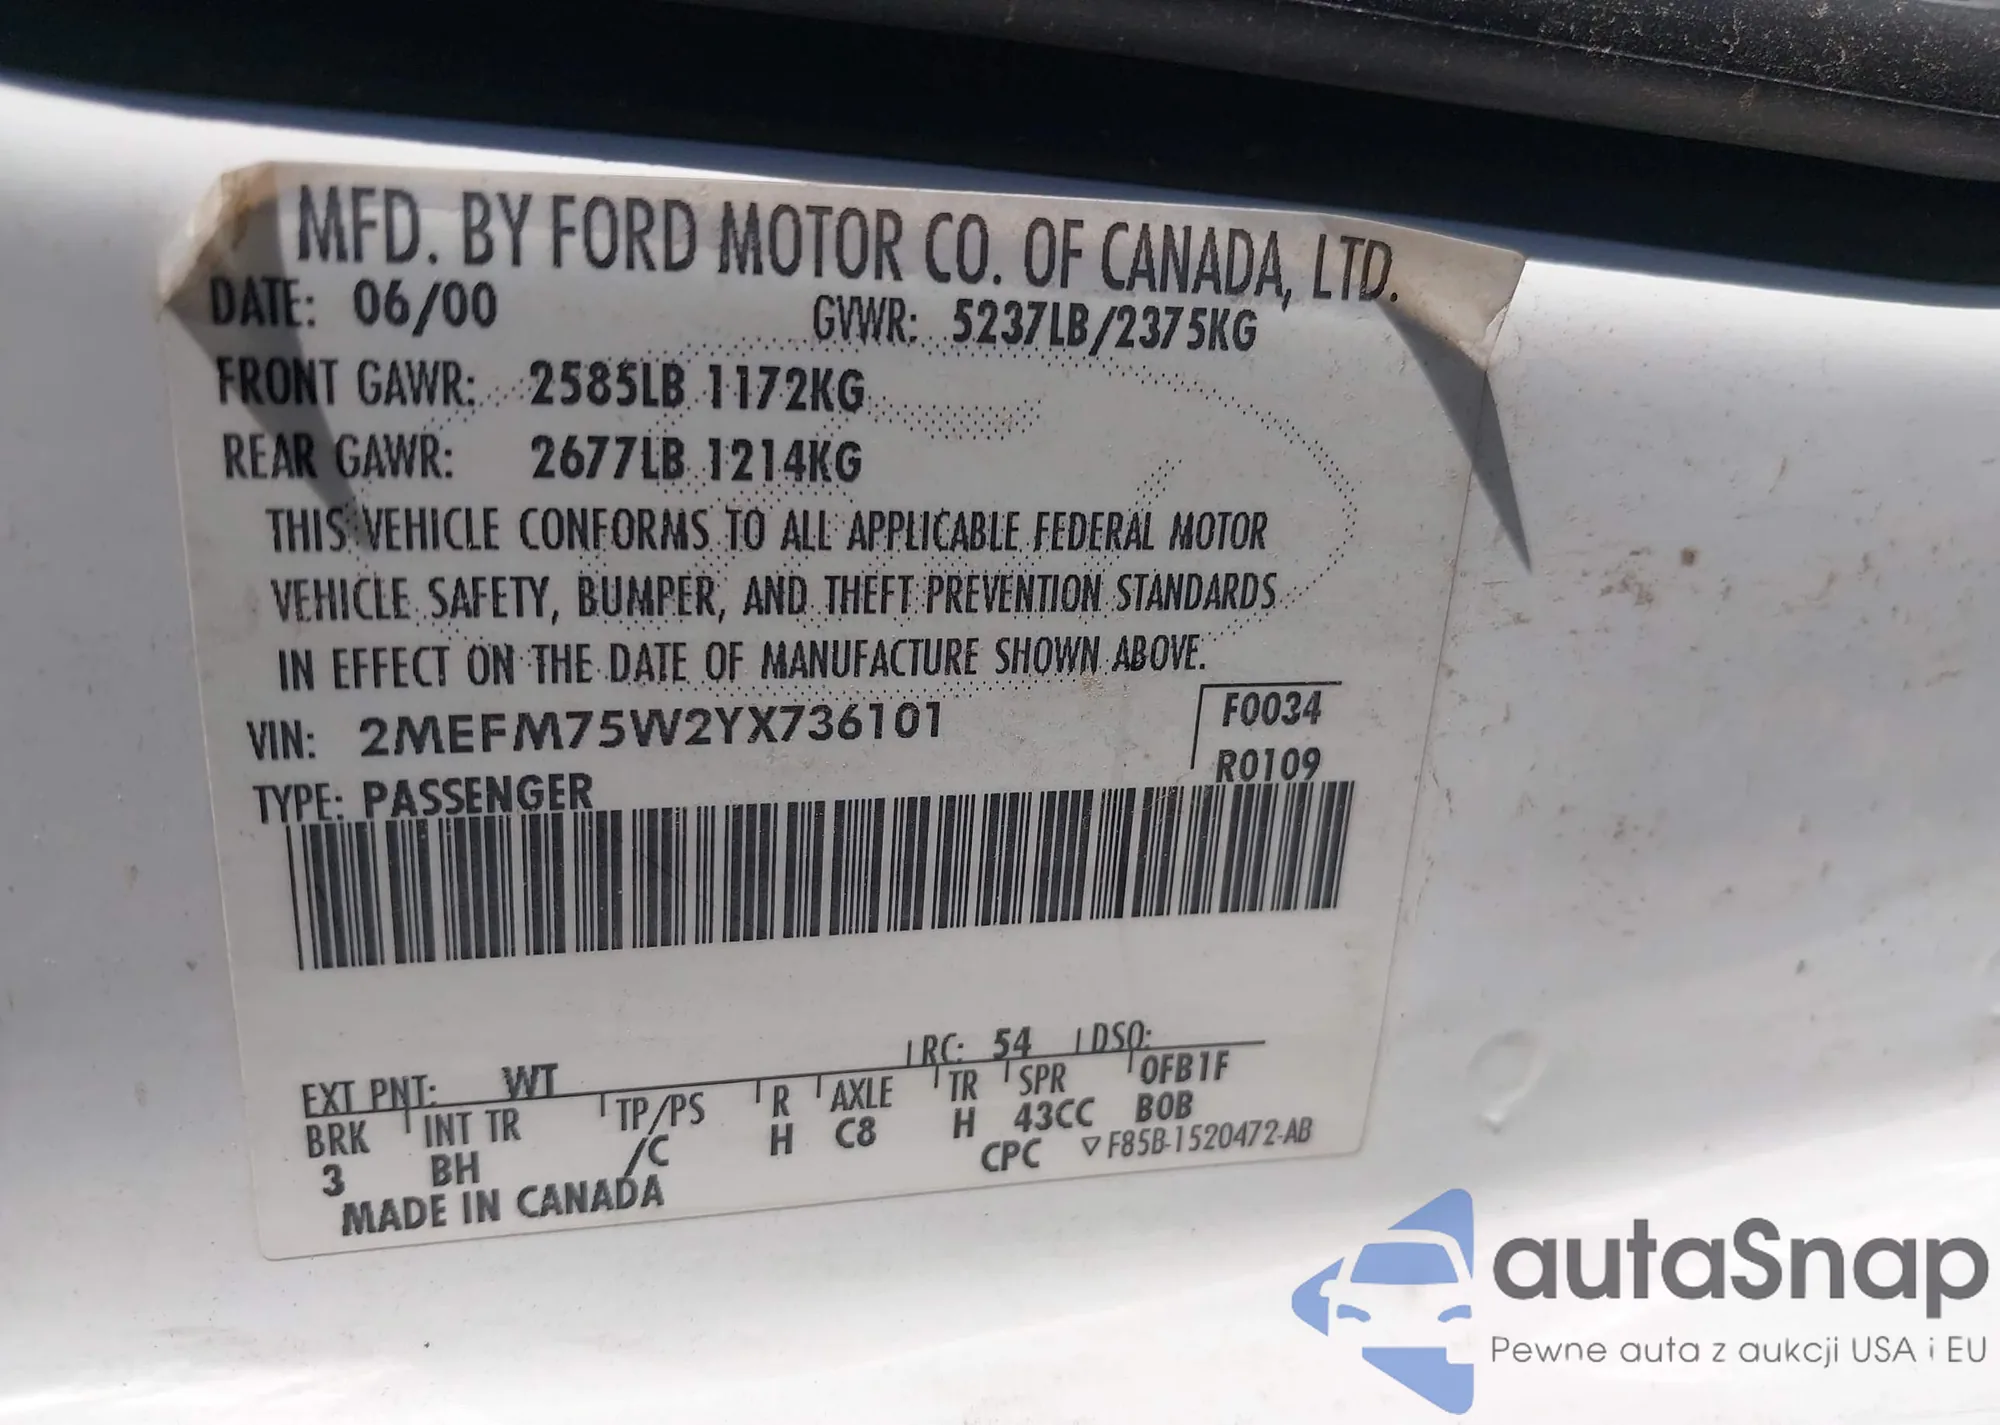 MFD. BY FORD MOTOR CO. OF CANADA, LTD.
DATE: 06/00 GVWR: 5237LB/2375KG
FRONT GAWR: 2585LB 1172KG
REAR GAWR: 2677LB 1214KG
THIS VEHICLE CONFORMS TO ALL APPLICABLE FEDERAL MOTOR
VEHICLE SAFETY, BUMPER, AND THEFT PREVENTION STANDARDS
IN EFFECT ON THE DATE OF MANUFACTURE SHOWN ABOVE.
VIN: 2MEFM75W2YX736101 F0034
TYPE: PASSENGER R0109
EXT PNT: WT RC: 54 DSO:
BRK INT TR TP/PS R AXLE TR SPR 0FB1F
3 BH /C H C8 H 43CC B0B
MADE IN CANADA CPC ▽F85B-1520472-AB
autaSnap
Pewne auta z aukcji USA i EU